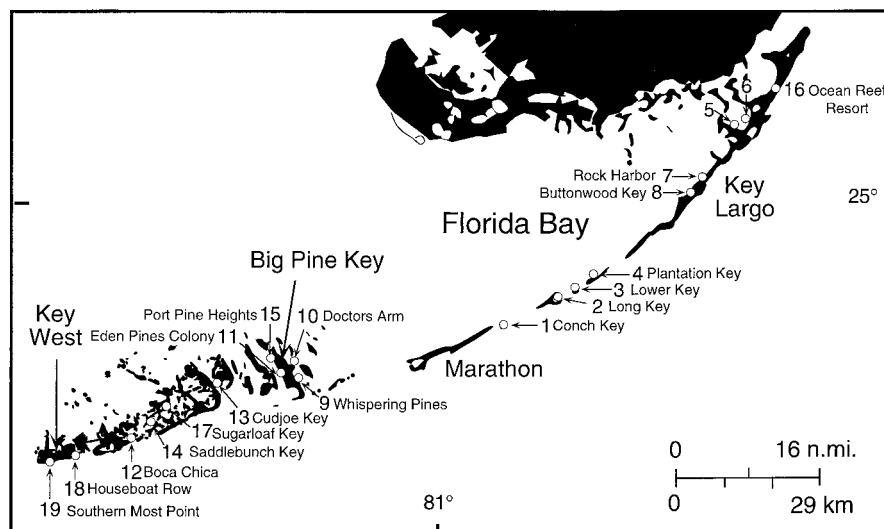 6
5
16 Ocean Reef
Resort
Rock Harbor 7
Buttonwood Key 8
Key
Largo
25°
Florida Bay
Big Pine Key
4 Plantation Key
3 Lower Key
2 Long Key
1 Conch Key
Marathon
Key
West
Port Pine Heights 15
10 Doctors Arm
Eden Pines Colony 11
9 Whispering Pines
13 Cudjoe Key
17 Sugarloaf Key
14 Saddlebunch Key
12 Boca Chica
18 Houseboat Row
19 Southern Most Point
81°
0 16 n.mi.
0 29 km